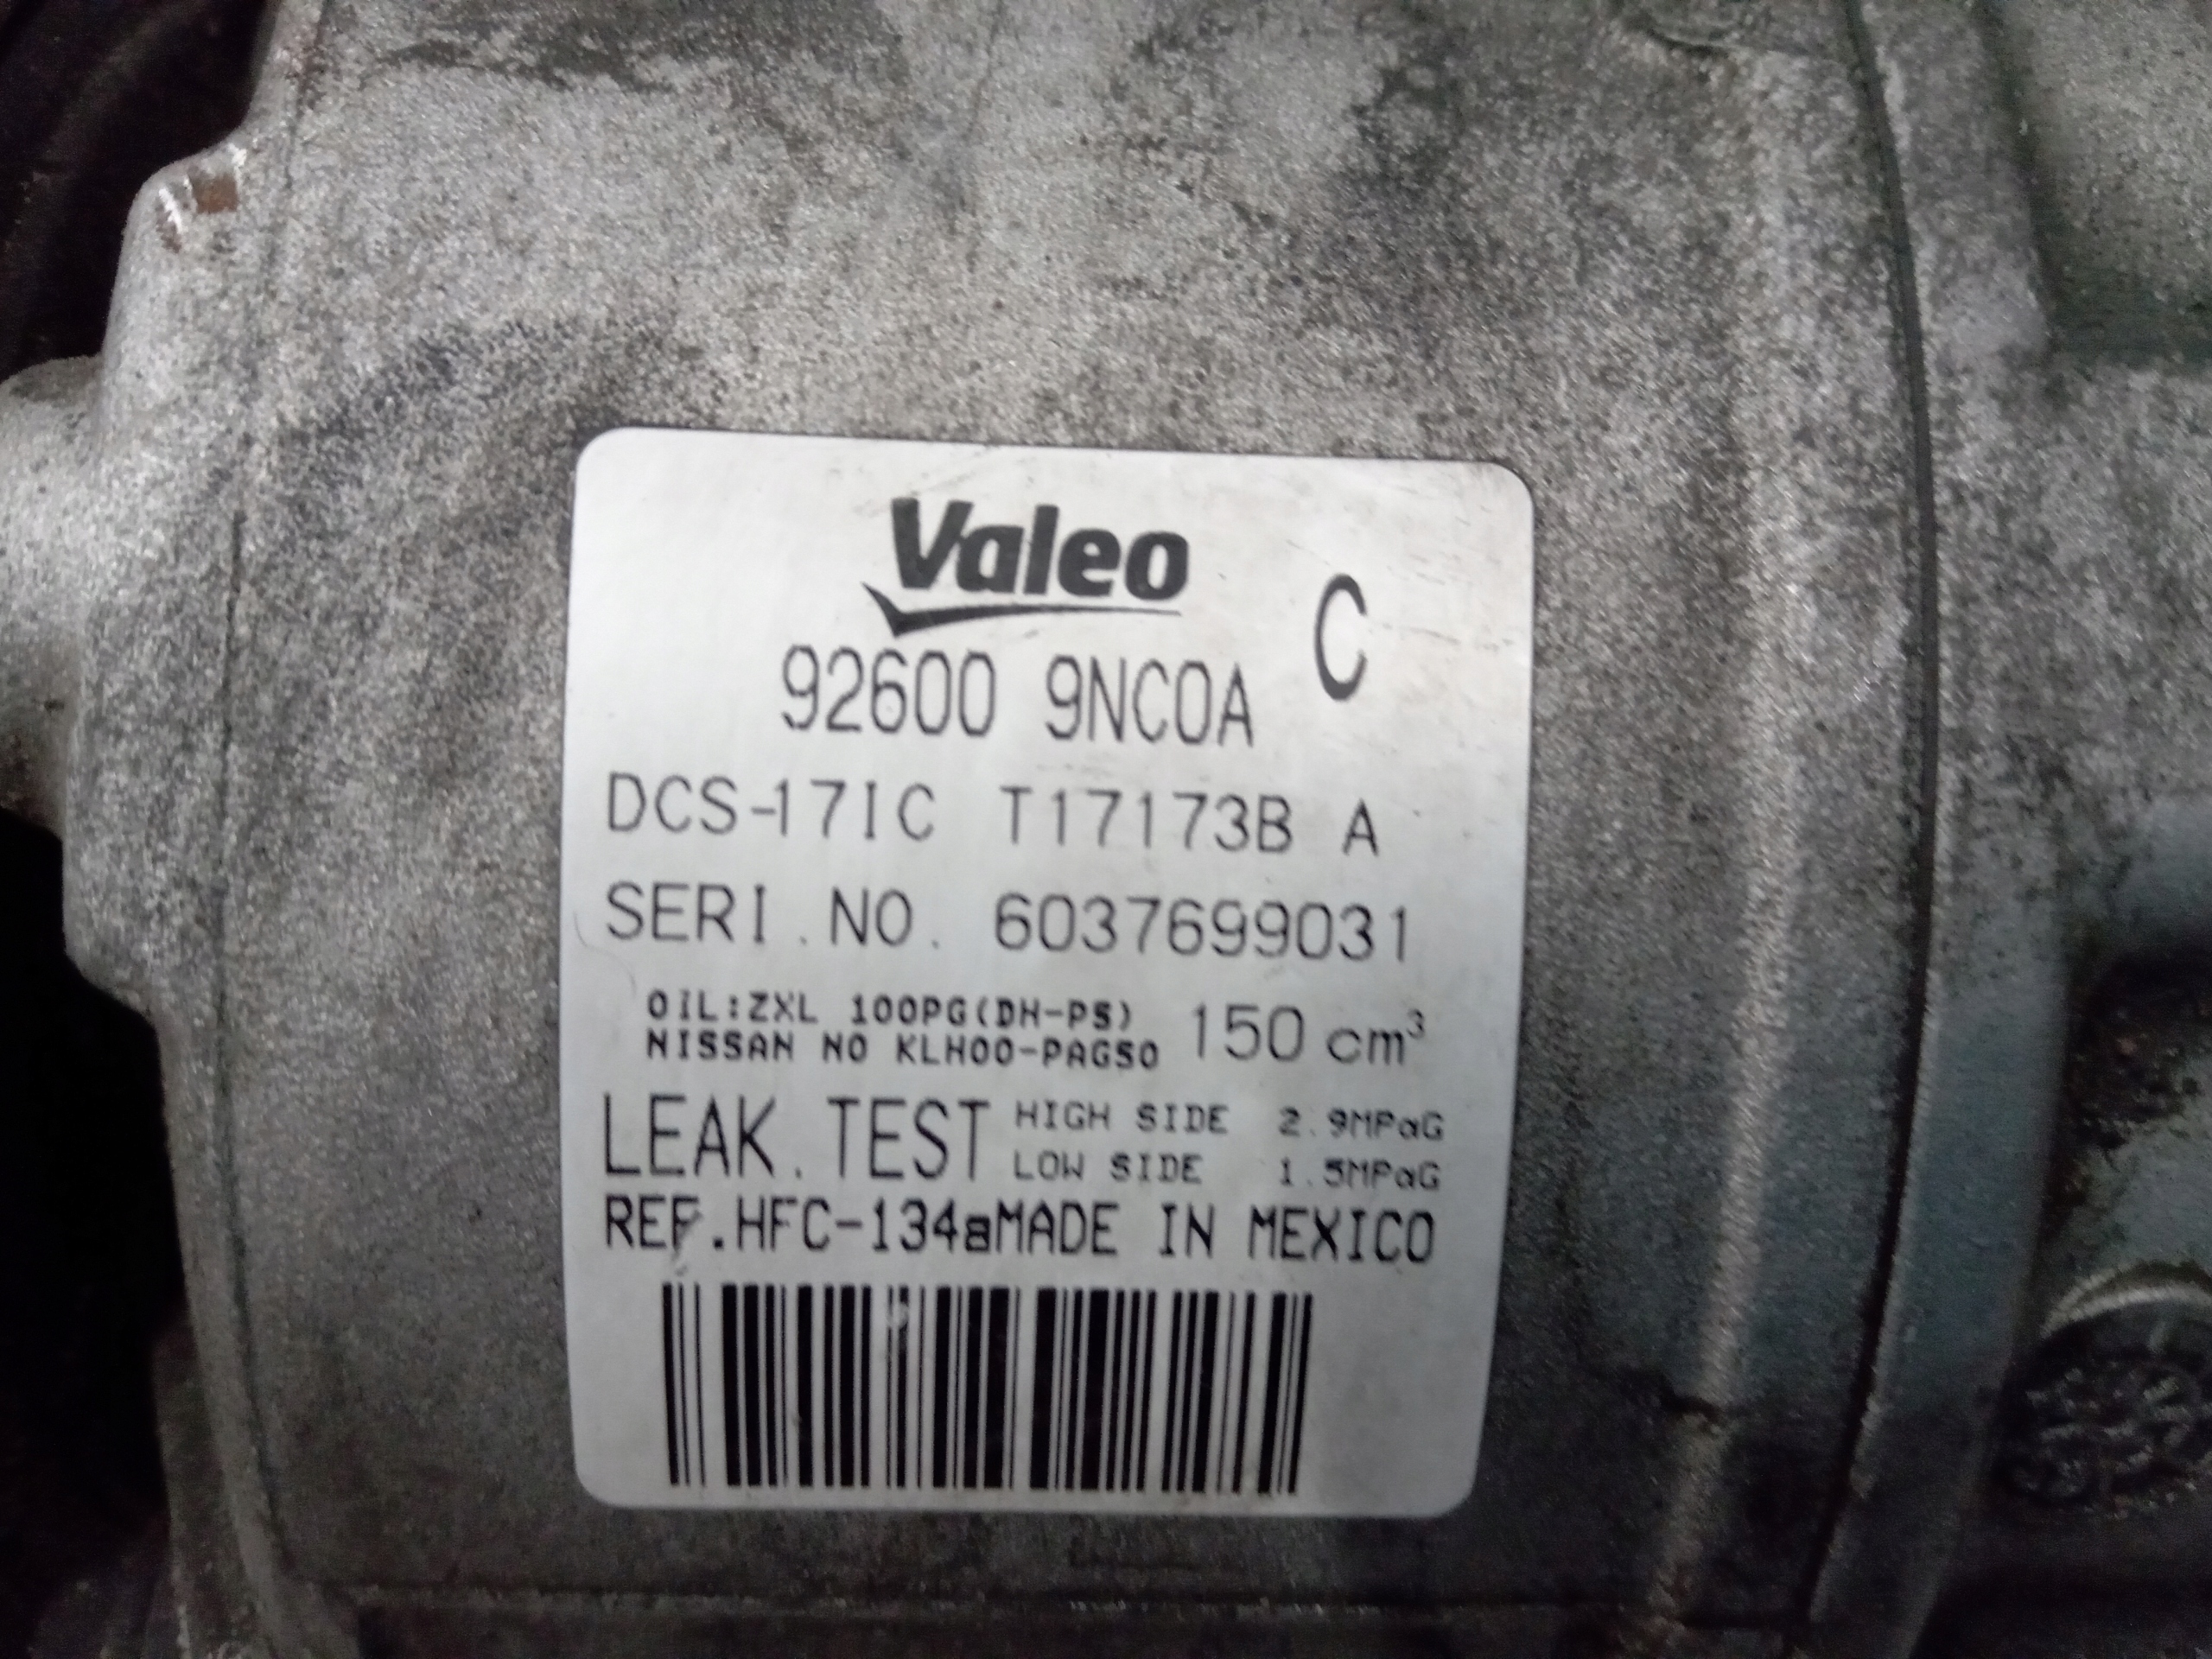 Valeo
92600 9NC0A C
DCS-17IC T17173B A
SERI.NO. 6037699031
OIL:ZXL 100PG(DH-PS)
NISSAN NO KLH00-PAG50 150 cm³
LEAK.TEST HIGH SIDE 2.9MPaG
LOW SIDE 1.5MPaG
REF.HFC-134aMADE IN MEXICO